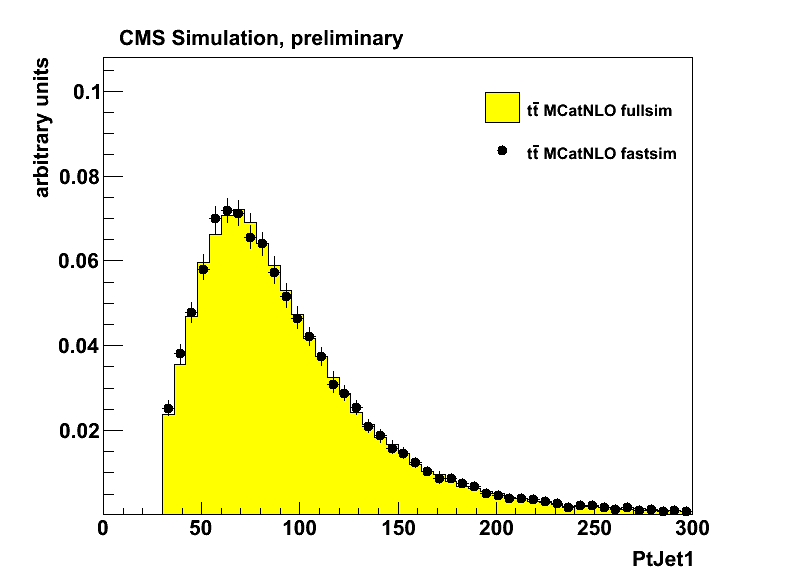 CMS Simulation, preliminary
arbitrary units
0.1
0.08
0.06
0.04
0.02
tt̄ MCatNLO fullsim
tt̄ MCatNLO fastsim
0 50 100 150 200 250 300
PtJet1